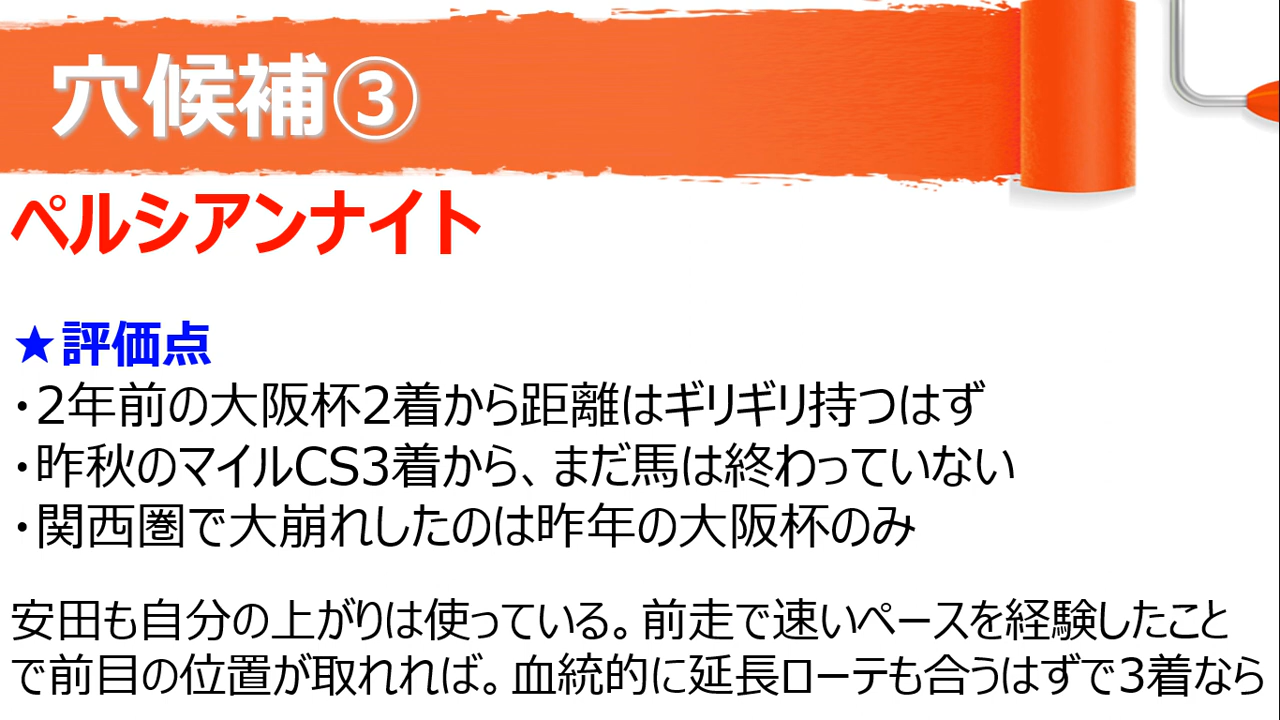 穴候補③
ペルシアンナイト
★評価点
・2年前の大阪杯2着から距離はギリギリ持つはず
・昨秋のマイルCS3着から、まだ馬は終わっていない
・関西圏で大崩れしたのは昨年の大阪杯のみ
安田も自分の上がりは使っている。前走で速いペースを経験したこと
で前目の位置が取れれば。血統的に延長ローテも合うはずで3着なら